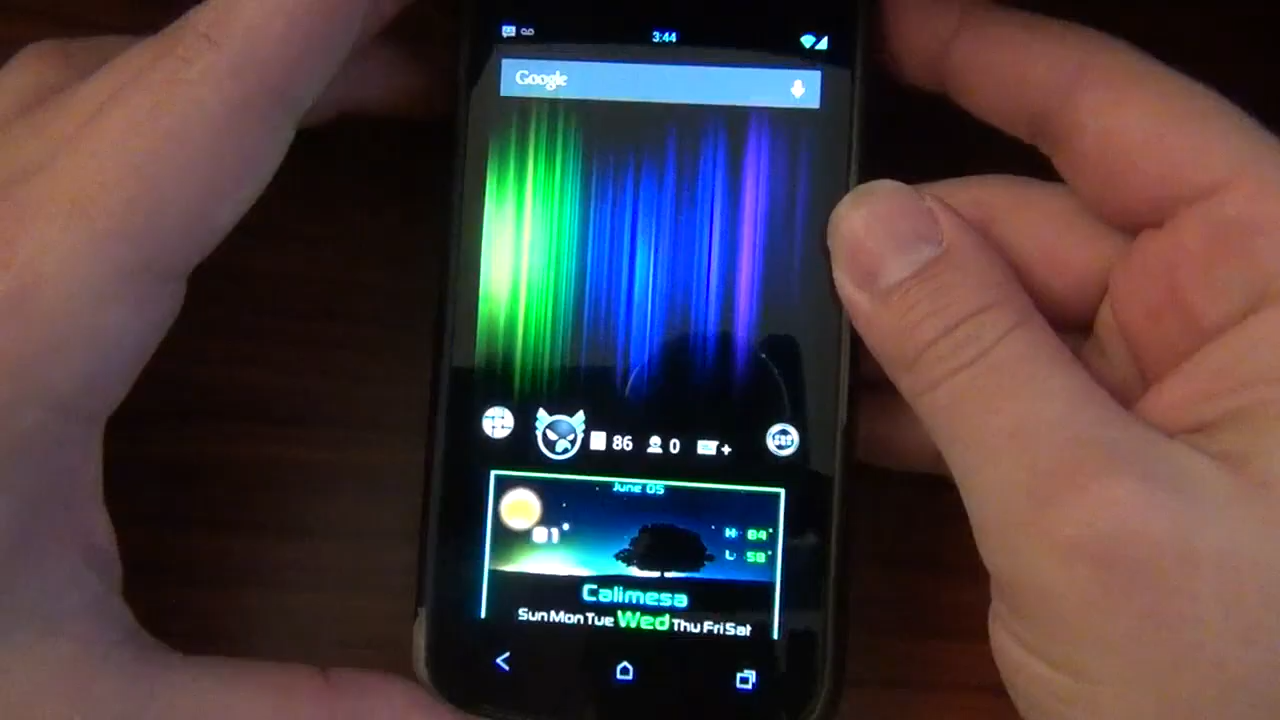 3:44
Google
86 0 +
June 05
81°
H: 84°
L: 58°
Calimesa
Sun Mon Tue Wed Thu Fri Sat